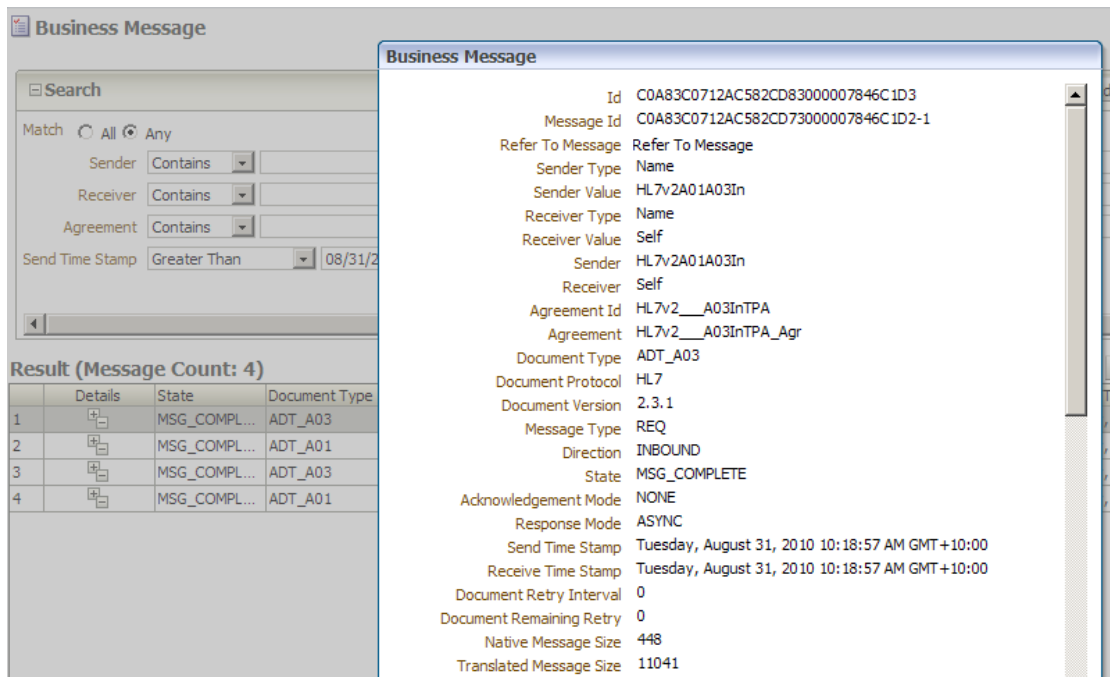 Business Message
Search
Match All Any
Sender Contains
Receiver Contains
Agreement Contains
Send Time Stamp Greater Than 08/31/2
Result (Message Count: 4)
Details State Document Type
1 MSG_COMPL... ADT_A03
2 MSG_COMPL... ADT_A01
3 MSG_COMPL... ADT_A03
4 MSG_COMPL... ADT_A01
Business Message
Id C0A83C0712AC582CD83000007846C1D3
Message Id C0A83C0712AC582CD73000007846C1D2-1
Refer To Message Refer To Message
Sender Type Name
Sender Value HL7v2A01A03In
Receiver Type Name
Receiver Value Self
Sender HL7v2A01A03In
Receiver Self
Agreement Id HL7v2___A03InTPA
Agreement HL7v2___A03InTPA_Agr
Document Type ADT_A03
Document Protocol HL7
Document Version 2.3.1
Message Type REQ
Direction INBOUND
State MSG_COMPLETE
Acknowledgement Mode NONE
Response Mode ASYNC
Send Time Stamp Tuesday, August 31, 2010 10:18:57 AM GMT+10:00
Receive Time Stamp Tuesday, August 31, 2010 10:18:57 AM GMT+10:00
Document Retry Interval 0
Document Remaining Retry 0
Native Message Size 448
Translated Message Size 11041